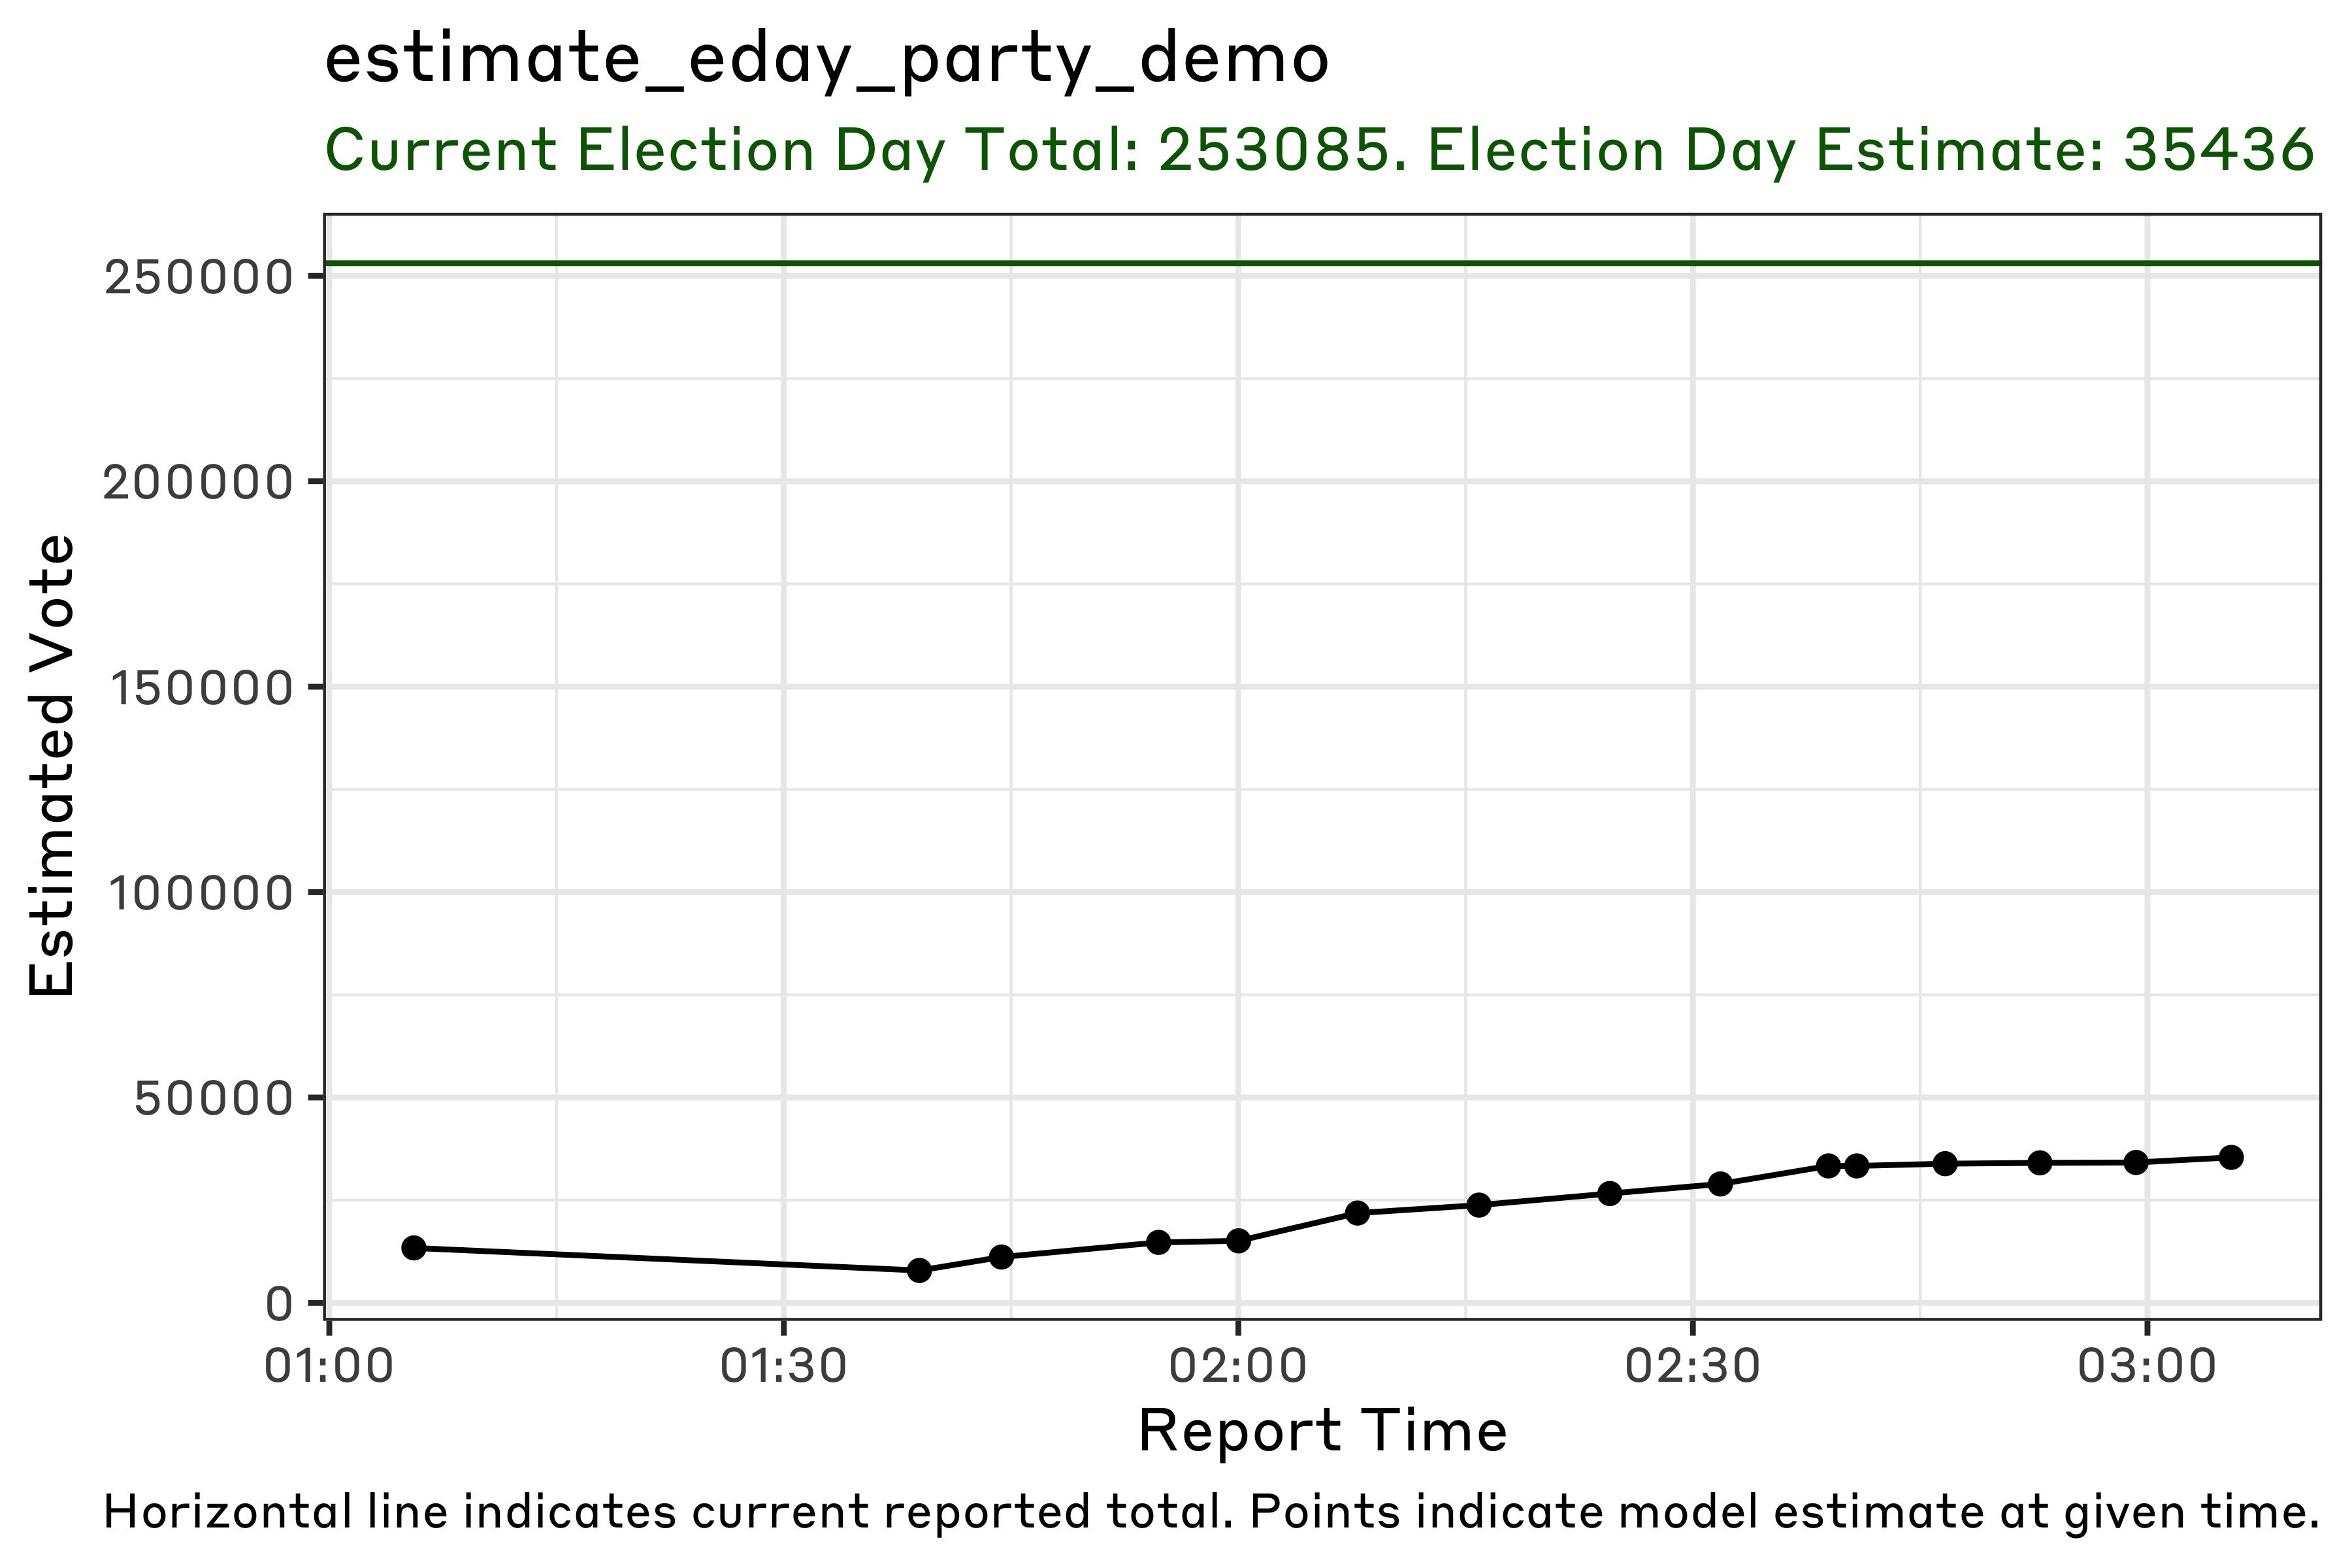 estimate_eday_party_demo
Current Election Day Total: 253085. Election Day Estimate: 35436
250000
200000
150000
100000
50000
0
Estimated Vote
01:00 01:30 02:00 02:30 03:00
Report Time
Horizontal line indicates current reported total. Points indicate model estimate at given time.